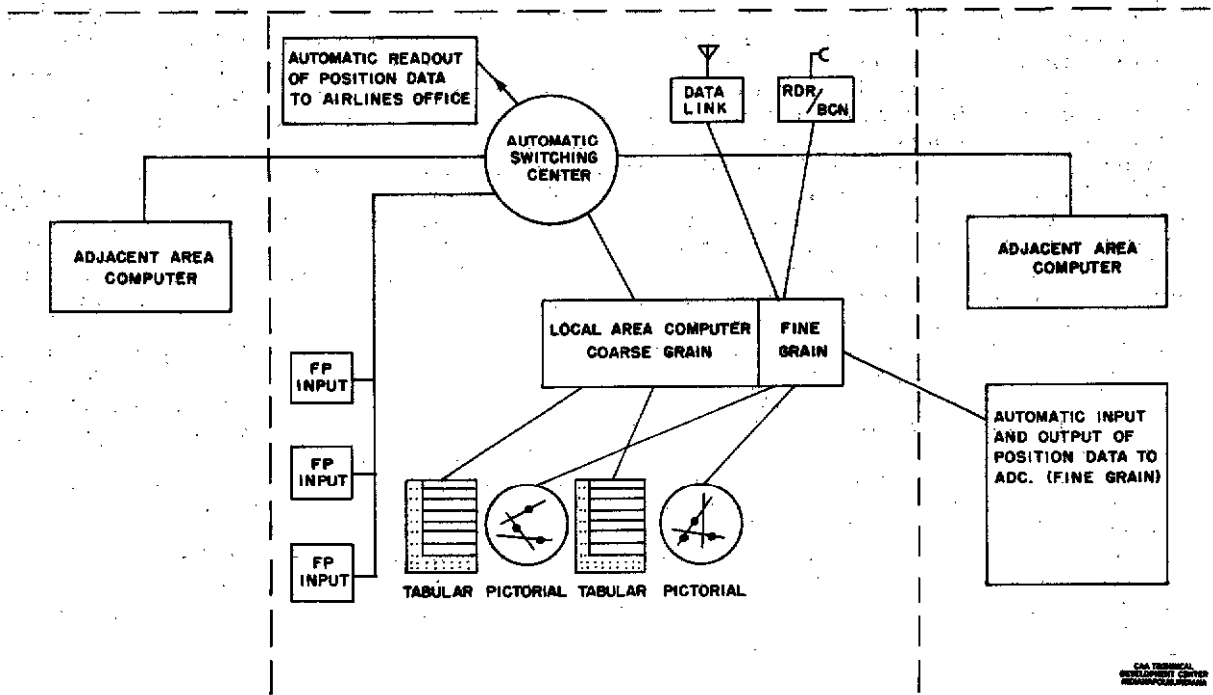 AUTOMATIC READOUT
OF POSITION DATA
TO AIRLINES OFFICE
DATA
LINK
RDR
/BCN
AUTOMATIC
SWITCHING
CENTER
ADJACENT AREA
COMPUTER
ADJACENT AREA
COMPUTER
LOCAL AREA COMPUTER
COARSE GRAIN
FINE
GRAIN
FP
INPUT
FP
INPUT
FP
INPUT
AUTOMATIC INPUT
AND OUTPUT OF
POSITION DATA TO
ADC. (FINE GRAIN)
TABULAR
PICTORIAL
TABULAR
PICTORIAL
CAA TECHNICAL
DEVELOPMENT CENTER
INDIANAPOLIS, INDIANA